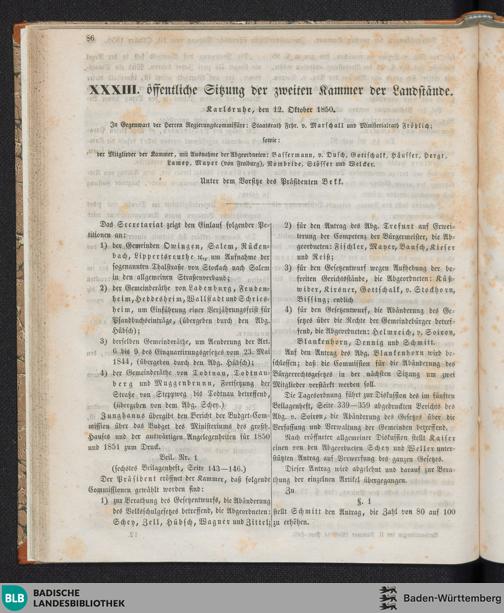 86
XXXIII. öffentliche Sitzung der zweiten Kammer der Landstände.
Karlsruhe, den 12. Oktober 1850.
In Gegenwart der Herren Regierungscommissäre: Staatsrath Frhr. v. Marschall und Ministerialrath Fröhlich;
sowie:
der Mitglieder der Kammer, mit Ausnahme der Abgeordneten: Bassermann, v. Dusch, Gottschalk, Häusser, Hergt,
Lamey, Mayer (von Freiburg), Rombride, Stösser und Welcker.
Unter dem Vorsitze des Präsidenten Bekk.
Das Secretariat zeigt den Einlauf folgender Petitionen
sitionen an:
1) der Gemeinden Owingen, Salem, Rücken-
bach, Lippertsreuthe ꝛc., um Aufnahme der
sogenannten Thalstraße von Stockach nach Salem
in den allgemeinen Straßenverband;
2) der Gemeinderäthe von Ladenburg, Feuden-
heim, Heddesheim, Wallstadt und Schries-
heim, um Einführung einer Verjährungsfrist für
Pfandbuchseinträge, (übergeben durch den Abg.
Hübsch);
3) derselben Gemeinderäthe, um Aenderung der Art.
6 bis 9 des Einquartirungsgesetzes vom 23. Mai
1844, (übergeben durch den Abg. Hübsch);
4) der Gemeinderäthe von Todtnau, Todtnau-
berg und Muggenbrunn, Fortsetzung der
Straße von Steppweg bis Todtnau betreffend,
(übergeben von dem Abg. Schey.)
Junghanns übergibt den Bericht der Budget-Com-
mission über das Budget des Ministeriums des großh.
Hauses und der auswärtigen Angelegenheiten für 1850
und 1851 zum Druck.
Beil. Nr. 1
(sechstes Beilagenheft, Seite 143—146.)
Der Präsident eröffnet der Kammer, daß folgende
Commissionen gewählt worden sind:
1) zur Berathung des Gesetzentwurfs, die Abänderung
des Volksschulgesetzes betreffend, die Abgeordneten:
Schey, Zell, Hübsch, Wagner und Zittel;
2) für den Antrag des Abg. Trefurt auf Erwei-
terung der Competenz der Bürgermeister, die Ab-
geordneten: Fischler, Mayer, Bausch, Kiefer
und Reiß;
3) für den Gesetzentwurf wegen Aufhebung der be-
freiten Gerichtsstände, die Abgeordneten: Küß-
wider, Kirsner, Gottschalk, v. Stockhorn,
Bissing; endlich
4) für den Gesetzentwurf, die Abänderung des Ge-
setzes über die Rechte der Gemeindebürger betref-
fend, die Abgeordneten: Helmreich, v. Soiron,
Blankenhorn, Dennig und Schmitt.
Auf den Antrag des Abg. Blankenhorn wird be-
schlossen; daß die Commission für die Abänderung des
Bürgerrechtsgesetzes in der nächsten Sitzung um zwei
Mitglieder verstärkt werden soll.
Die Tagesordnung führt zur Diskussion des im fünften
Beilagenheft, Seite 339—359 abgedruckten Berichts des
Abg. v. Soiron, die Abänderung des Gesetzes über die
Verfassung und Verwaltung der Gemeinden betreffend.
Nach eröffneter allgemeiner Diskussion stellt Kaiser
einen von den Abgeordneten Schey und Weller unter-
stützten Antrag auf Verwerfung des ganzen Gesetzes.
Dieser Antrag wird abgelehnt und daraus zur Bera-
thung der einzelnen Artikel übergegangen.
Zu
§. 1
stellt Schmitt den Antrag, die Zahl von 80 auf 100
zu erhöhen.
BLB BADISCHE
LANDESBIBLIOTHEK
Baden-Württemberg